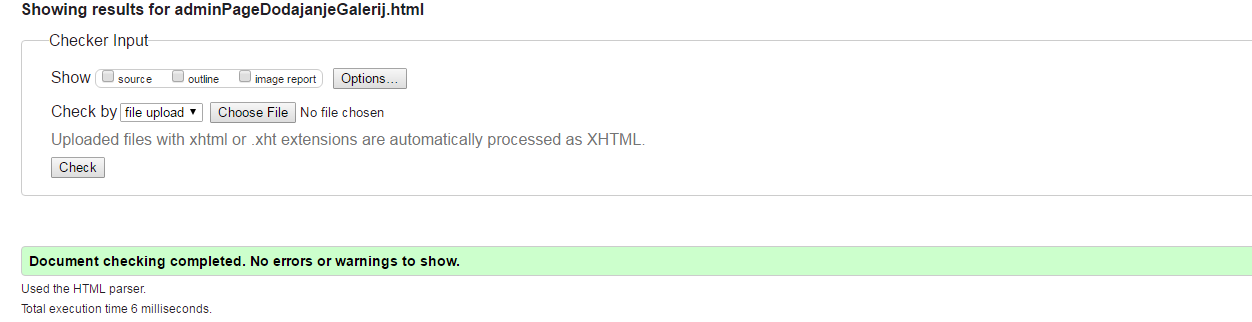 Showing results for adminPageDodajanjeGalerij.html
Checker Input
Show source outline image report Options...
Check by file upload Choose File No file chosen
Uploaded files with xhtml or .xht extensions are automatically processed as XHTML.
Check
Document checking completed. No errors or warnings to show.
Used the HTML parser.
Total execution time 6 milliseconds.